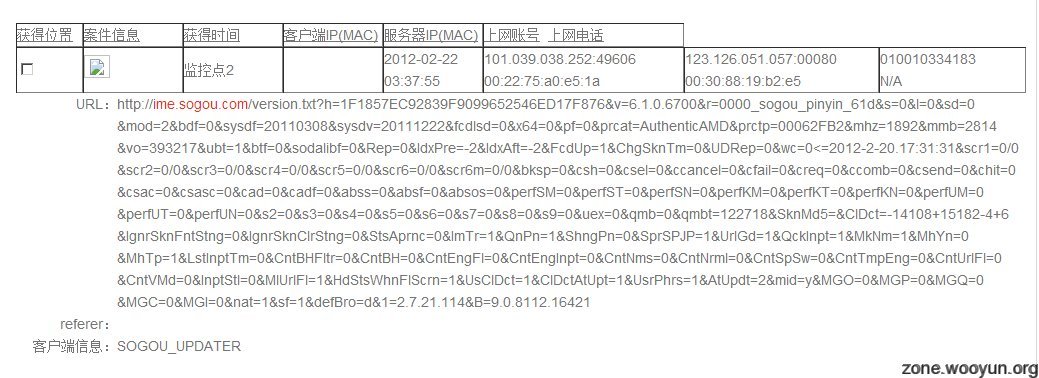 获得位置 案件信息 获得时间 客户端IP(MAC) 服务器IP(MAC) 上网账号 上网电话
监控点2 2012-02-22 03:37:55 101.039.038.252:49606 00:22:75:a0:e5:1a 123.126.051.057:00080 00:30:88:19:b2:e5 010010334183 N/A
URL：http://ime.sogou.com/version.txt?h=1F1857EC92839F9099652546ED17F876&v=6.1.0.6700&r=0000_sogou_pinyin_61d&s=0&l=0&sd=0
&mod=2&bdf=0&sysdf=20110308&sysdv=20111222&fcdlsd=0&x64=0&pf=0&prcat=AuthenticAMD&prctp=00062FB2&mhz=1892&mmb=2814
&vo=393217&ubt=1&btf=0&sodalibf=0&Rep=0&IdxPre=-2&IdxAft=-2&FcdUp=1&ChgSknTm=0&UDRep=0&wc=0<=2012-2-20.17:31:31&scr1=0/0
&scr2=0/0&scr3=0/0&scr4=0/0&scr5=0/0&scr6=0/0&scr6m=0/0&bksp=0&csh=0&csel=0&ccancel=0&cfail=0&creq=0&ccomb=0&csend=0&chit=0
&csac=0&csasc=0&cad=0&cadf=0&abss=0&absf=0&absos=0&perfSM=0&perfST=0&perfSN=0&perfKM=0&perfKT=0&perfKN=0&perfUM=0
&perfUT=0&perfUN=0&s2=0&s3=0&s4=0&s5=0&s6=0&s7=0&s8=0&s9=0&uex=0&qmb=0&qmbt=122718&SknMd5=&ClDct=-14108+15182-4+6
&IgnrSknFntStng=0&IgnrSknClrStng=0&StsAprnc=0&ImTr=1&QnPn=1&ShngPn=0&SprSPJP=1&UrlGd=1&QckInpt=1&MkNm=1&MhYn=0
&MhTp=1&LstInptTm=0&CntBHFltr=0&CntBH=0&CntEngFl=0&CntEngInpt=0&CntNms=0&CntNrml=0&CntSpSw=0&CntTmpEng=0&CntUrlFl=0
&CntVMd=0&InptStl=0&MlUrlFl=1&HdStsWhnFlScrn=1&UsClDct=1&ClDctAtUpt=1&UsrPhrs=1&AtUpdt=2&mid=y&MGO=0&MGP=0&MGQ=0
&MGC=0&MGI=0&nat=1&sf=1&defBro=d&1=2.7.21.114&B=9.0.8112.16421
referer：
客户端信息：SOGOU_UPDATER
zone.wooyun.org